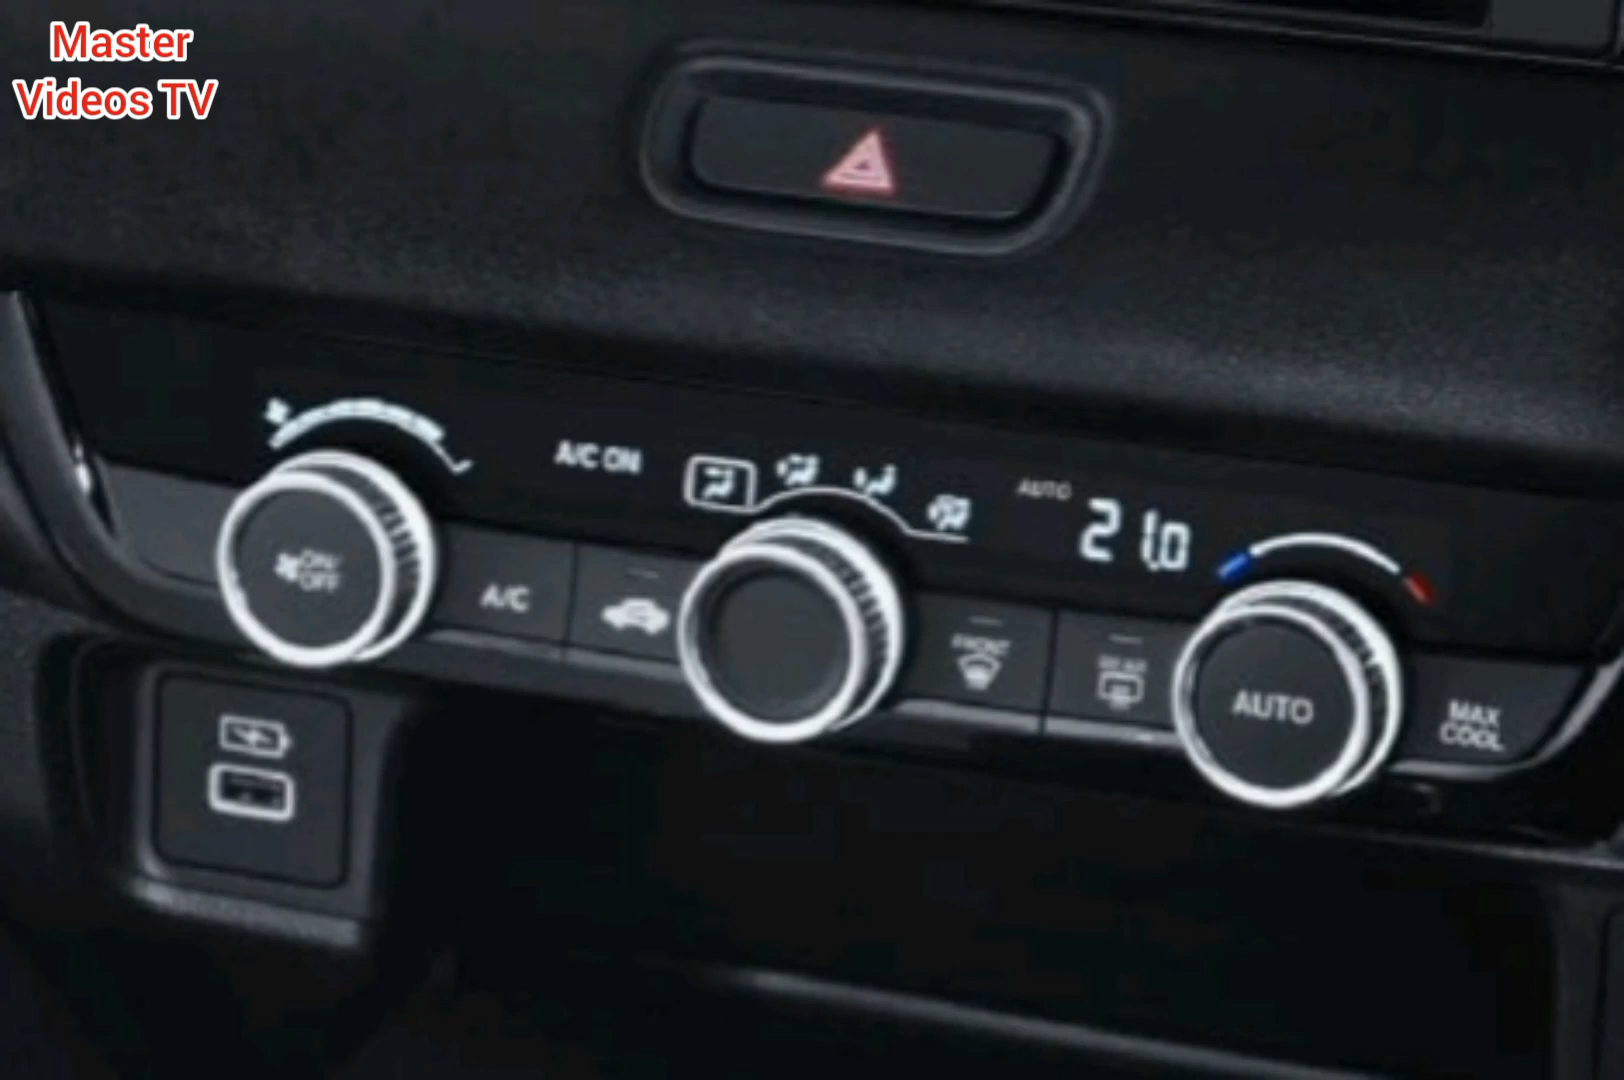 Master
Videos TV
A/C ON
AUTO
21.0
ON/
OFF
A/C
FRONT
REAR
AUTO
MAX
COOL